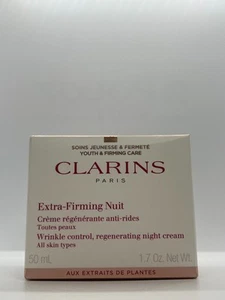 SOINS JEUNESSE & FERMETÉ
YOUTH & FIRMING CARE
CLARINS
PARIS
Extra-Firming Nuit
Crème régénérante anti-rides
Toutes peaux
Wrinkle control, regenerating night cream
All skin types
50 mL 1.7 Oz. Net Wt.
AUX EXTRAITS DE PLANTES